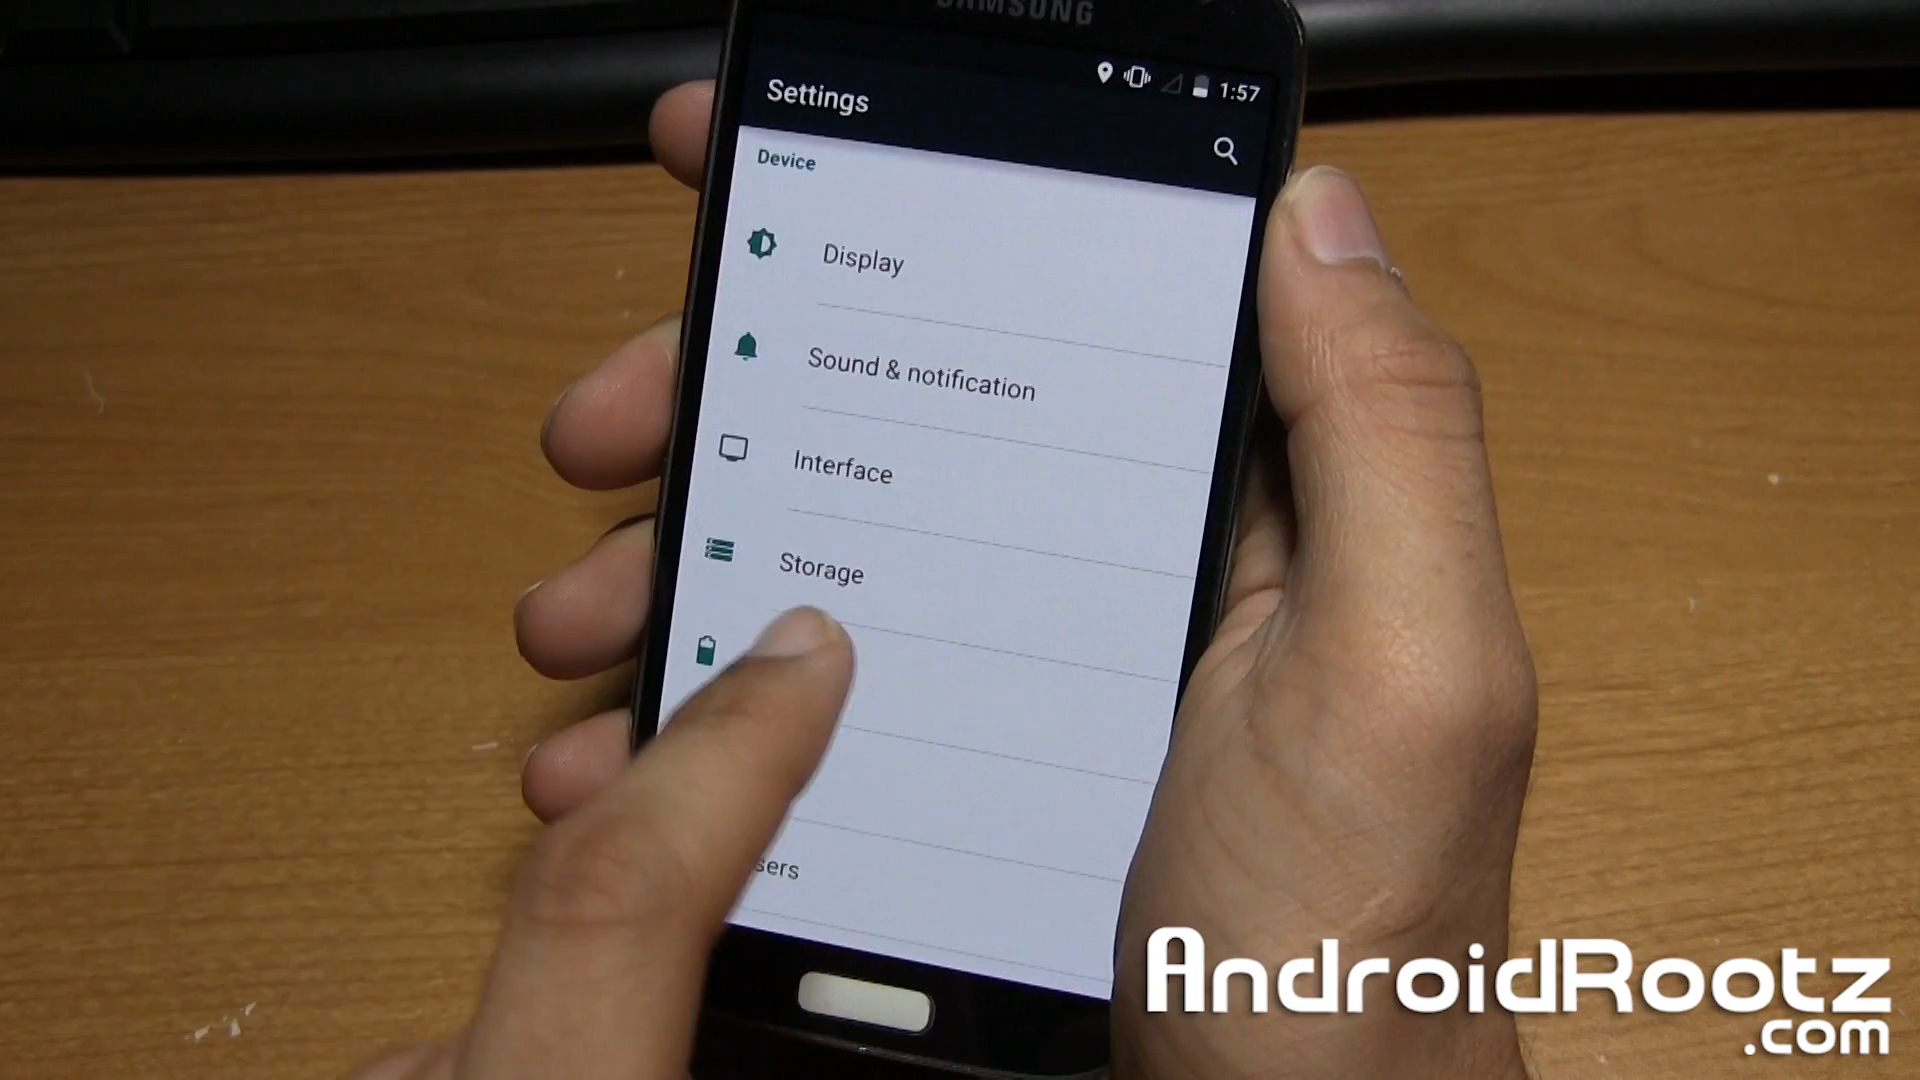 SAMSUNG
1:57
Settings
Device
Display
Sound & notification
Interface
Storage
AndroidRootz
.com